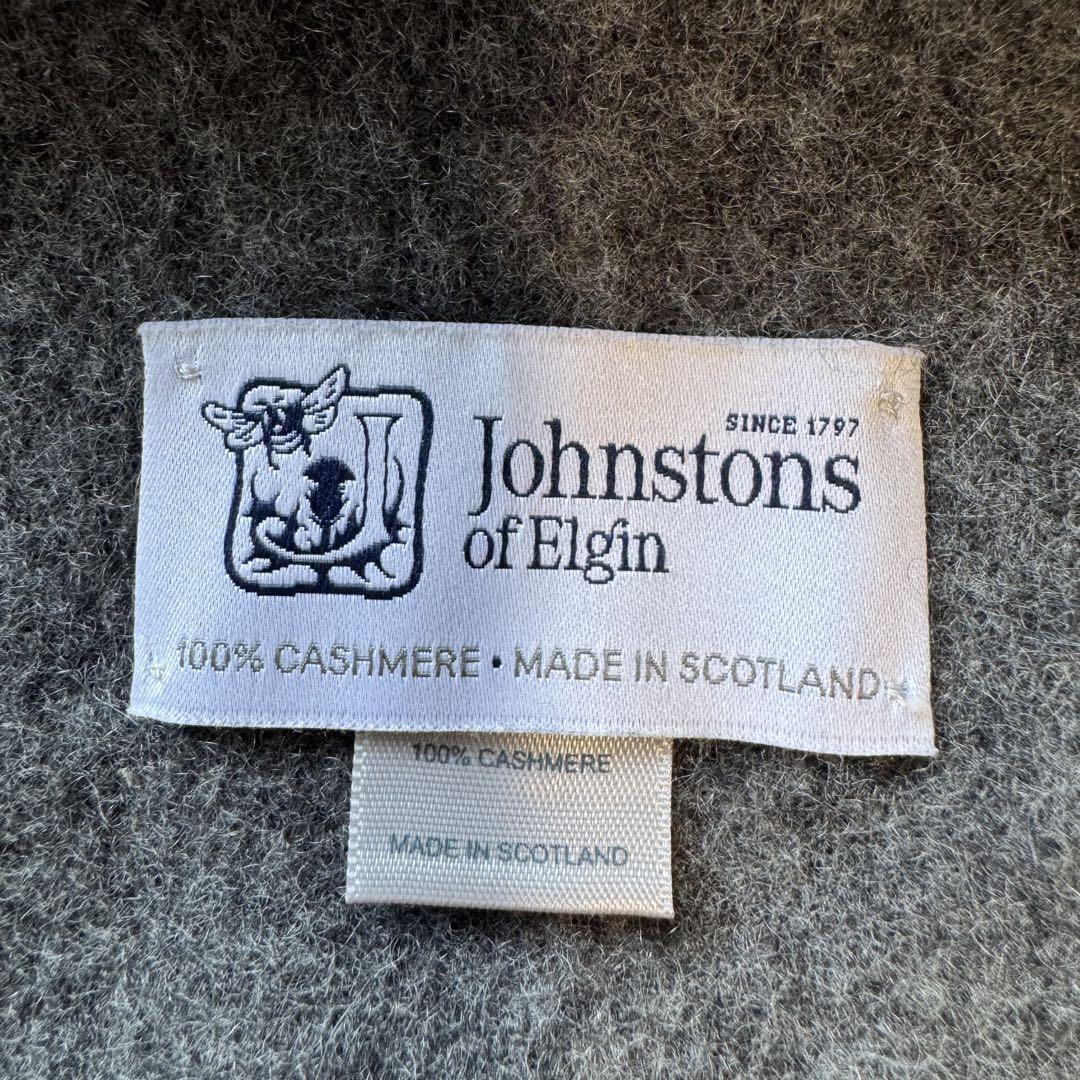 SINCE 1797
Johnstons
of Elgin
100% CASHMERE • MADE IN SCOTLAND
100% CASHMERE
MADE IN SCOTLAND